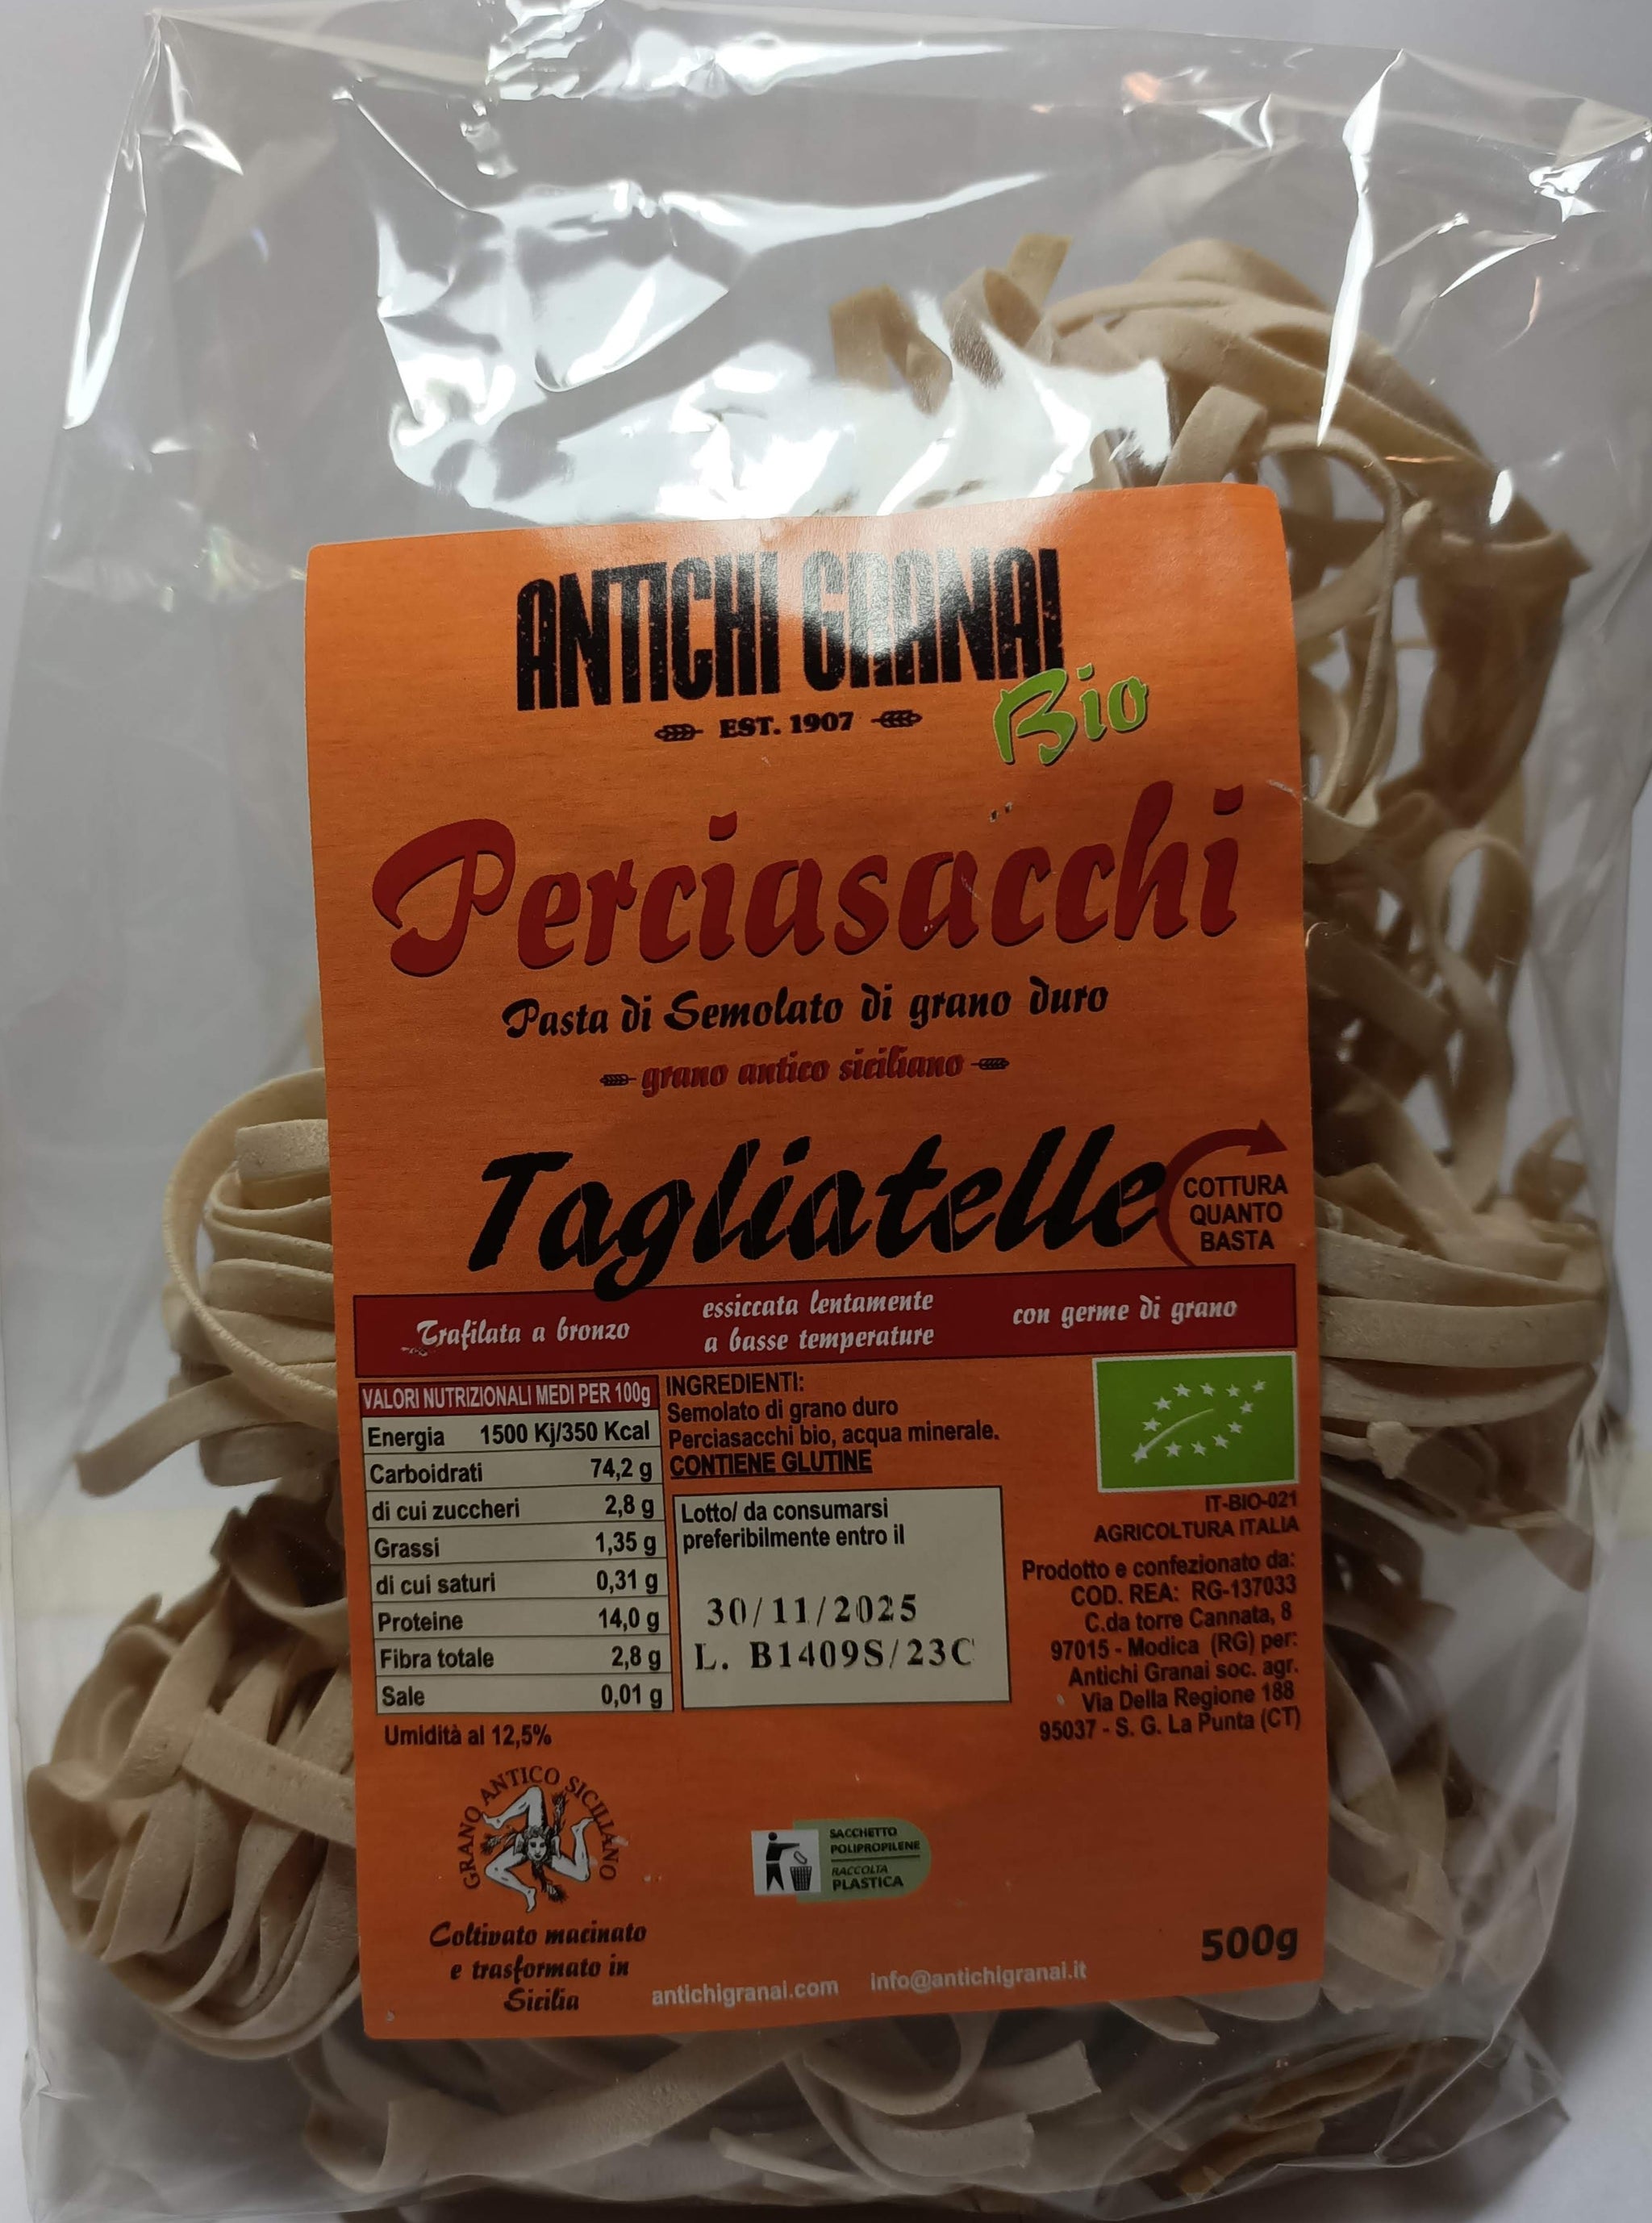 ANTICHI GRANAI
EST. 1907
Bio
Perciasacchi
Pasta di Semolato di grano duro
grano antico siciliano
Tagliatelle
COTTURA
QUANTO
BASTA
Trafilata a bronzo
essiccata lentamente
a basse temperature
con germe di grano
VALORI NUTRIZIONALI MEDI PER 100g
Energia 1500 Kj/350 Kcal
Carboidrati 74,2 g
di cui zuccheri 2,8 g
Grassi 1,35 g
di cui saturi 0,31 g
Proteine 14,0 g
Fibra totale 2,8 g
Sale 0,01 g
Umidità al 12,5%
INGREDIENTI:
Semolato di grano duro
Perciasacchi bio, acqua minerale.
CONTIENE GLUTINE
Lotto/ da consumarsi
preferibilmente entro il
30/11/2025
L. B1409S/23C
IT-BIO-021
AGRICOLTURA ITALIA
Prodotto e confezionato da:
COD. REA: RG-137033
C.da torre Cannata, 8
97015 - Modica (RG) per:
Antichi Granai soc. agr.
Via Della Regione 188
95037 - S. G. La Punta (CT)
GRANO ANTICO SICILIANO
Coltivato macinato
e trasformato in
Sicilia
SACCHETTO
POLIPROPILENE
RACCOLTA
PLASTICA
500g
antichigranai.com info@antichigranai.it